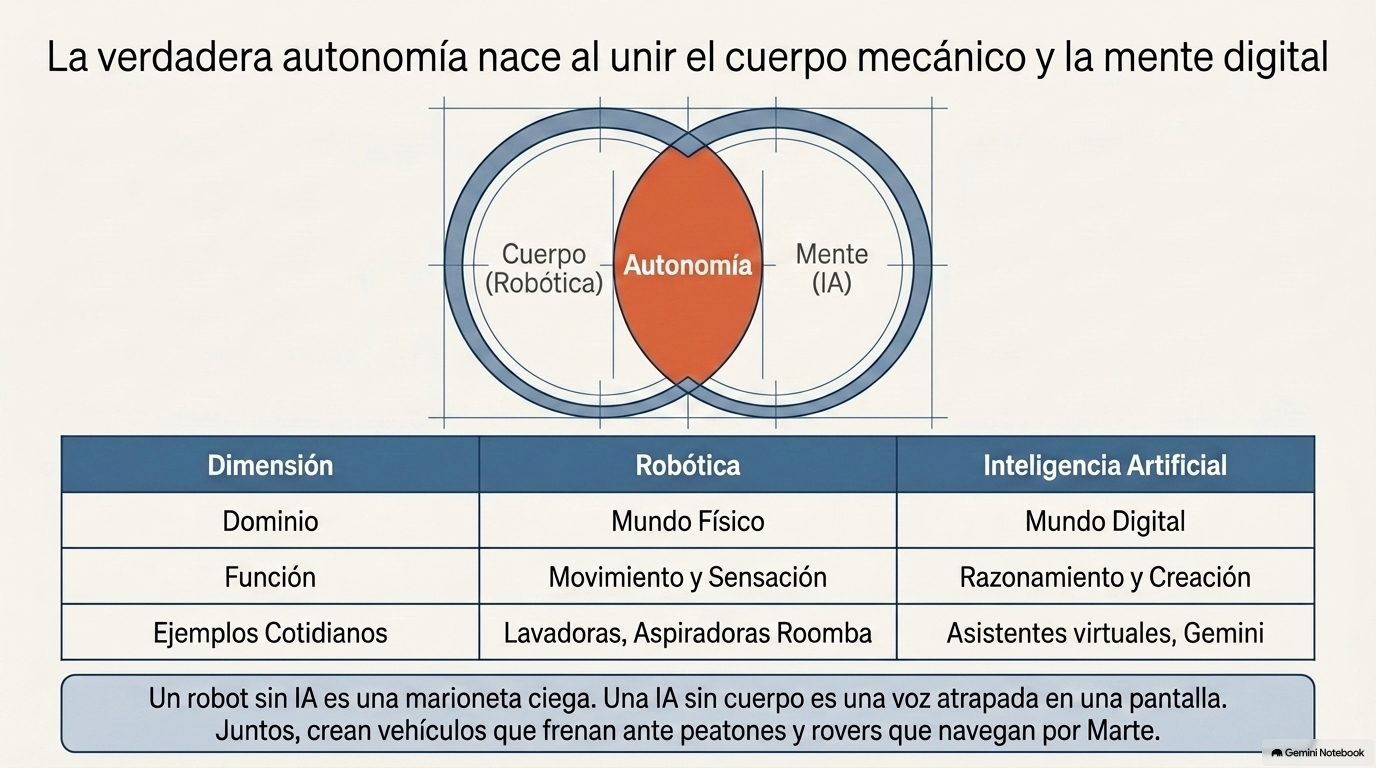 La verdadera autonomía nace al unir el cuerpo mecánico y la mente digital
Cuerpo
(Robótica)
Autonomía
Mente
(IA)
Dimensión Robótica Inteligencia Artificial
Dominio Mundo Físico Mundo Digital
Función Movimiento y Sensación Razonamiento y Creación
Ejemplos Cotidianos Lavadoras, Aspiradoras Roomba Asistentes virtuales, Gemini
Un robot sin IA es una marioneta ciega. Una IA sin cuerpo es una voz atrapada en una pantalla.
Juntos, crean vehículos que frenan ante peatones y rovers que navegan por Marte.
Gemini Notebook